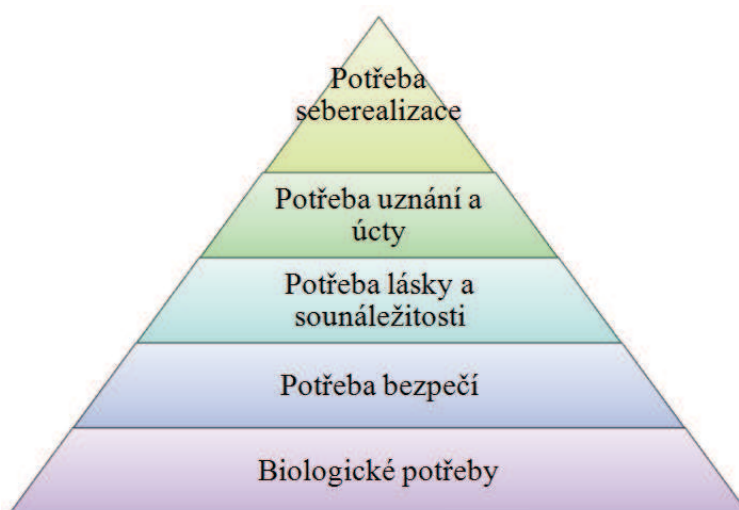 Potřeba
seberealizace
Potřeba uznání a
úcty
Potřeba lásky a
sounáležitosti
Potřeba bezpečí
Biologické potřeby